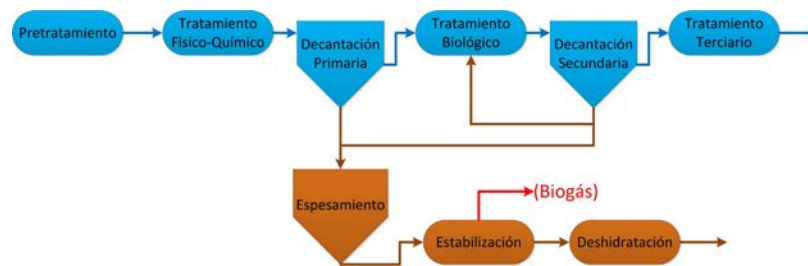 Pretratamiento
Tratamiento
Físico-Químico
Decantación
Primaria
Tratamiento
Biológico
Decantación
Secundaria
Tratamiento
Terciario
Espesamiento
(Biogás)
Estabilización
Deshidratación